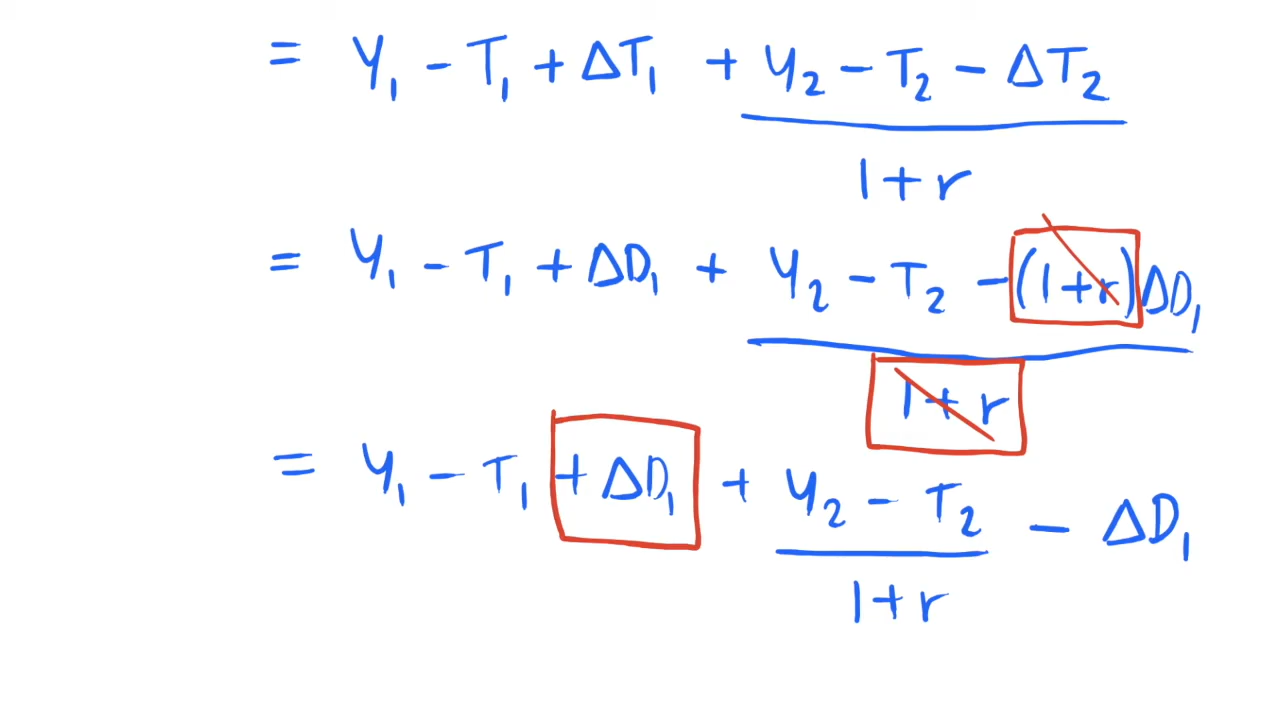 = Y₁ - T₁ + ΔT₁ + (Y₂ - T₂ - ΔT₂)/(1+r)
= Y₁ - T₁ + ΔD₁ + (Y₂ - T₂ - (1+r)ΔD₁)/(1+r)
= Y₁ - T₁ + ΔD₁ + (Y₂ - T₂)/(1+r) - ΔD₁